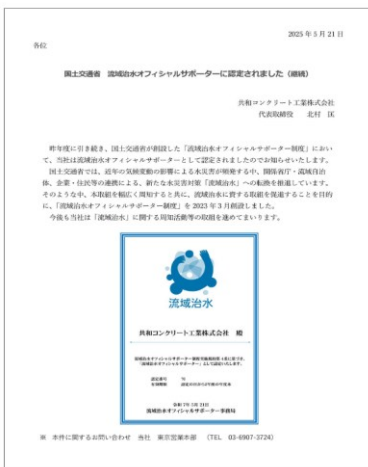 2025 年 5 月 21 日
各位
国土交通省　流域治水オフィシャルサポーターに認定されました（継続）
共和コンクリート工業株式会社
代表取締役　北村　匡
昨年度に引き続き、国土交通省が創設した「流域治水オフィシャルサポーター制度」におい
て、当社は流域治水オフィシャルサポーターとして認定されましたのでお知らせいたします。
国土交通省では、近年の気候変動の影響による水災害が頻発する中、関係省庁・流域自治
体、企業・住民等の連携による、新たな水災害対策「流域治水」への転換を推進しています。
そのような中、本取組を幅広く周知すると共に、流域治水に資する取組を促進することを目的
に、「流域治水オフィシャルサポーター制度」を 2023 年 3 月創設しました。
今後も当社は「流域治水」に関する周知活動等の取組を進めてまいります。
流域治水
共和コンクリート工業株式会社　殿
流域治水オフィシャルサポーター事務局
※　本件に関するお問い合わせ　当社　東京営業本部　（TEL　03-6907-3724）